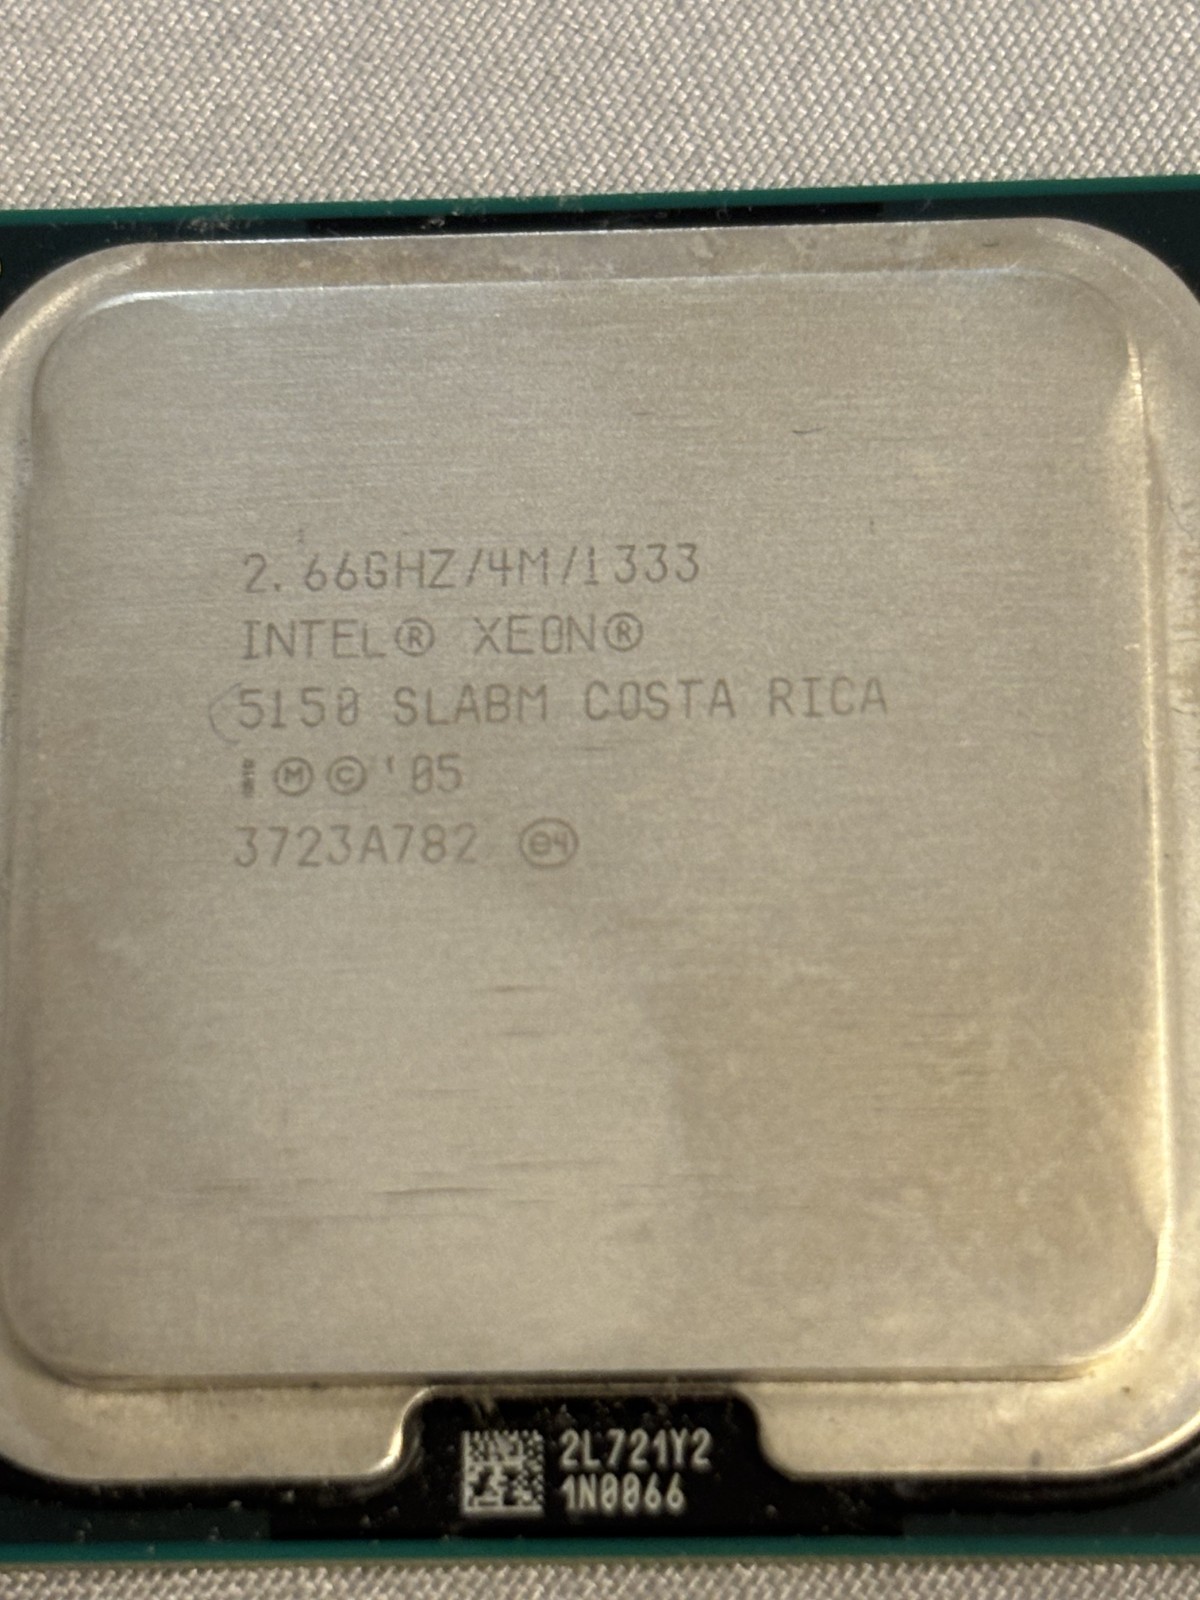 2.66GHZ/4M/1333
INTEL® XEON®
5150 SLABM COSTA RICA
i Ⓜ © '05
3723A782 e4
2L721Y2
1N0066